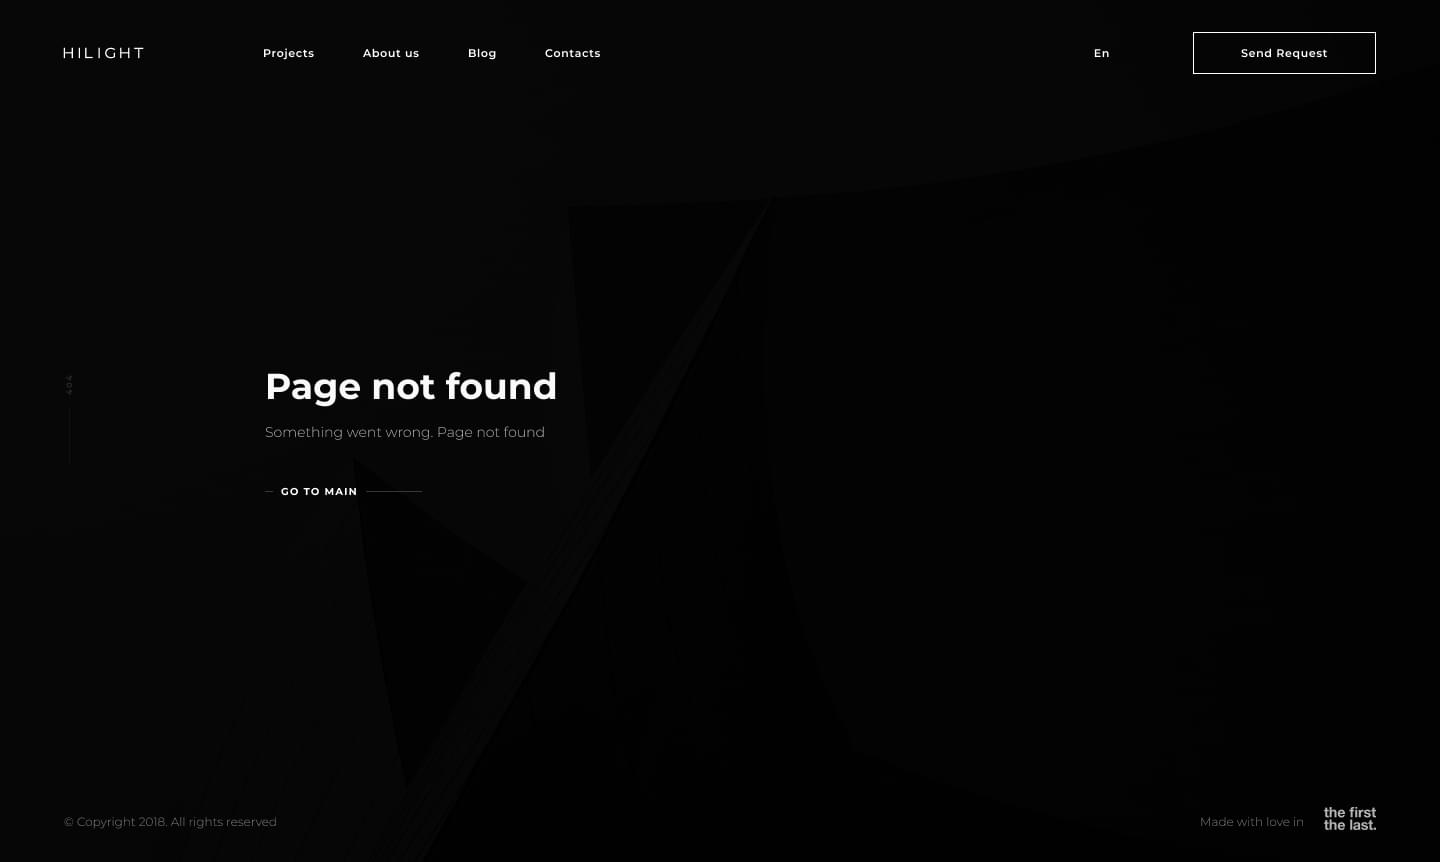 HILIGHT
Projects
About us
Blog
Contacts
En
Send Request
404
Page not found
Something went wrong. Page not found
GO TO MAIN
© Copyright 2018. All rights reserved
Made with love in
the first
the last.